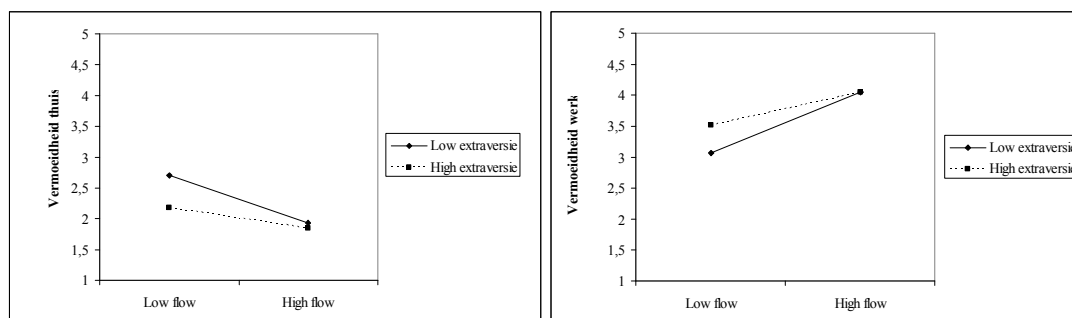 Vermoeidheid thuis
5
4,5
4
3,5
3
2,5
2
1,5
1
Low flow High flow
Low extraversie
High extraversie
Vermoeidheid werk
5
4,5
4
3,5
3
2,5
2
1,5
1
Low flow High flow
Low extraversie
High extraversie